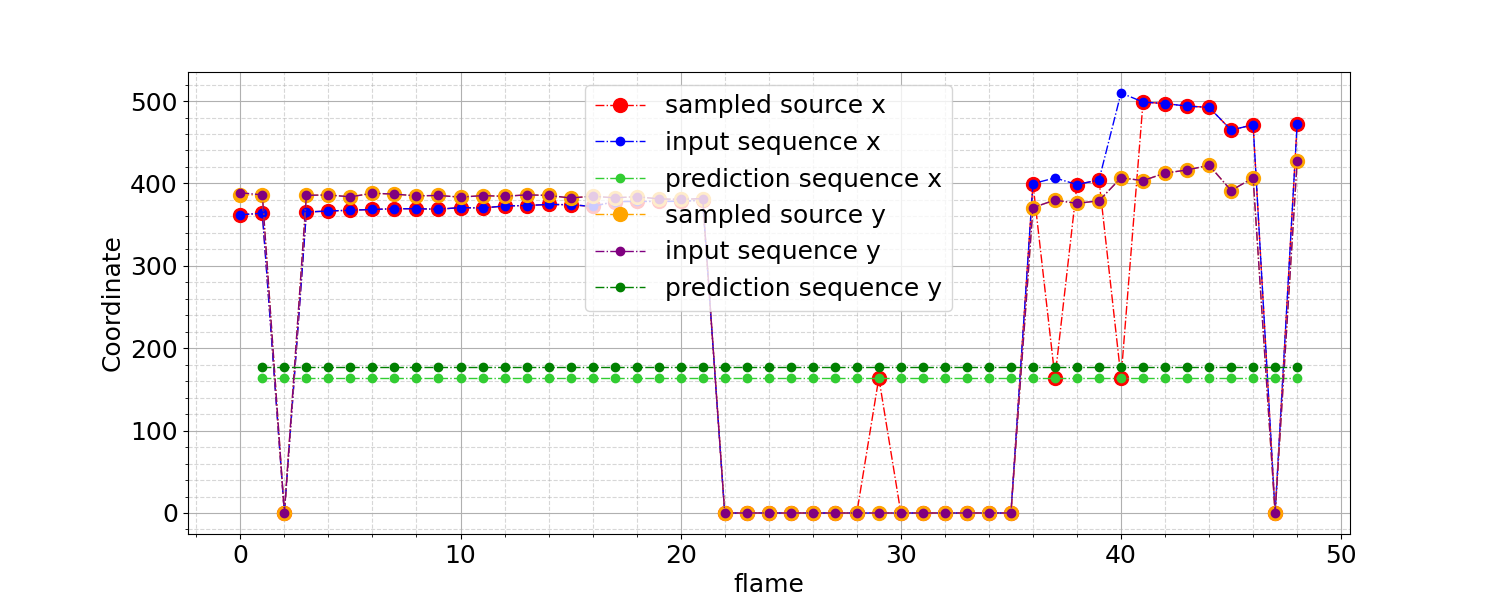 500
400
300
200
100
0
Coordinate
sampled source x
input sequence x
prediction sequence x
sampled source y
input sequence y
prediction sequence y
0 10 20 30 40 50
flame